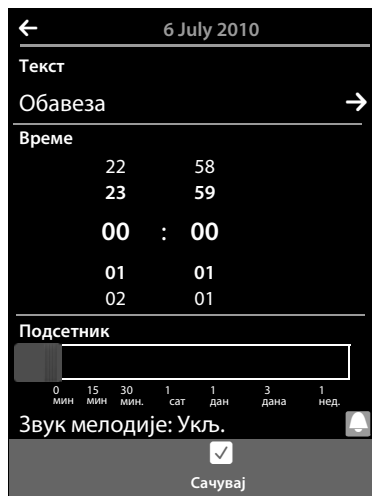 6 July 2010
Текст
Обавеза
Време
22 58
23 59
00 : 00
01 01
02 01
Подсетник
0 15 30 1 1 3 1
мин мин мин. сат дан дана нед.
Звук мелодије: Укљ.
Сачувај